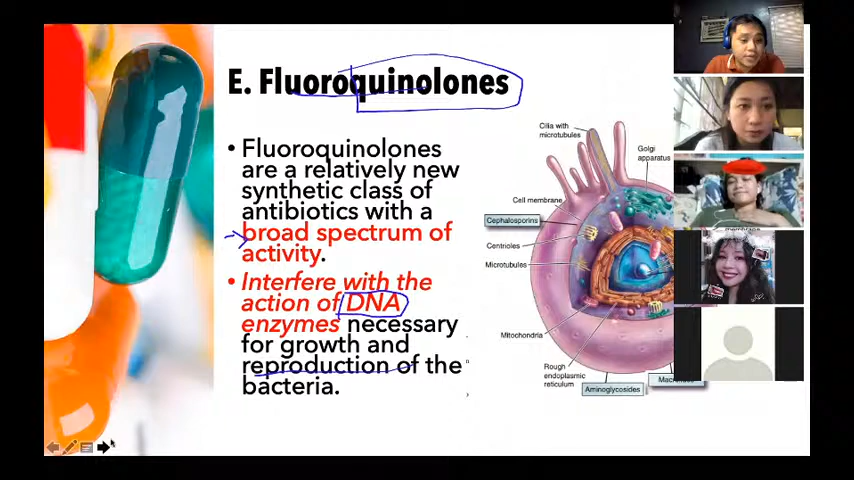 E. Fluoroquinolones
• Fluoroquinolones
are a relatively new
synthetic class of
antibiotics with a
broad spectrum of
activity.
• Interfere with the
action of DNA
enzymes necessary
for growth and
reproduction of the
bacteria.
Cilia with
microtubules
Golgi
apparatus
Cell membrane
Cephalosporins
Centrioles
Microtubules
Mitochondria
Rough
endoplasmic
reticulum
Aminoglycosides
membrane